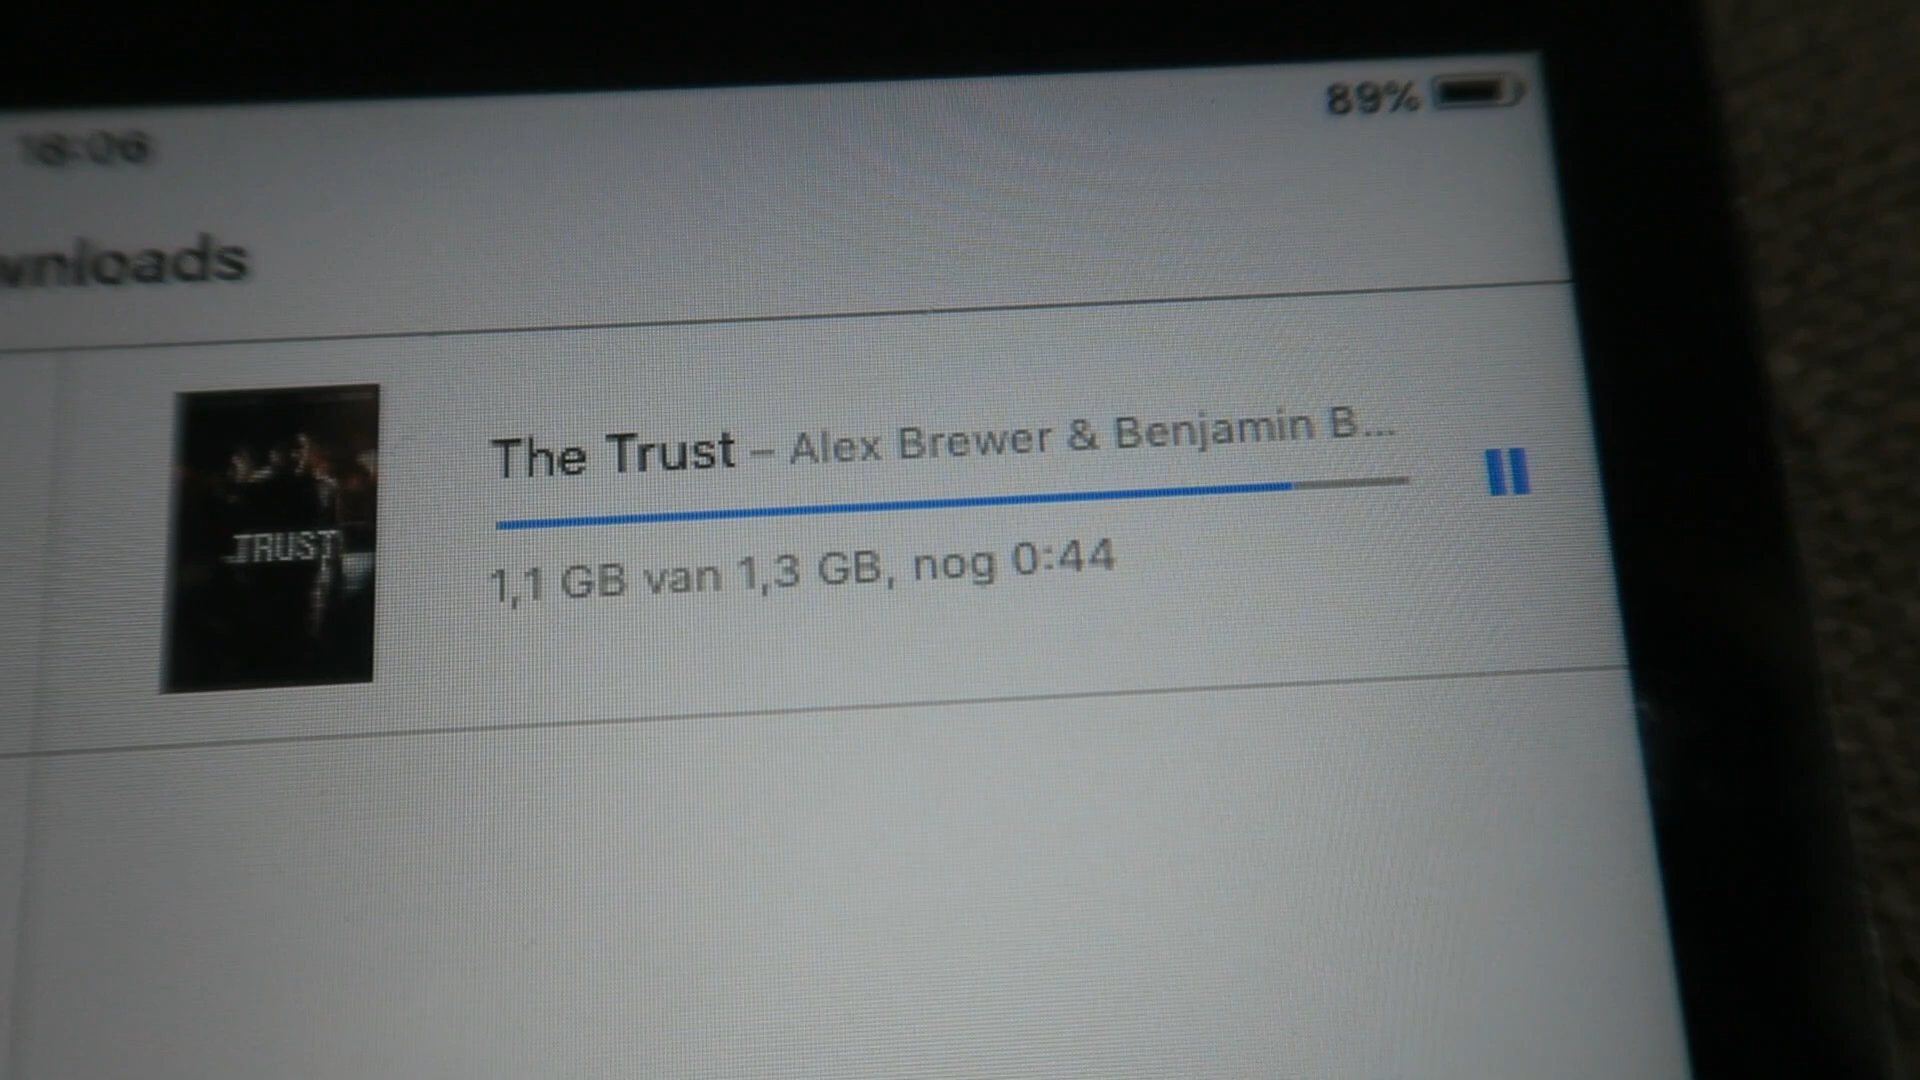 18:06
89%
wnloads
The Trust – Alex Brewer & Benjamin B...
TRUST
1,1 GB van 1,3 GB, nog 0:44